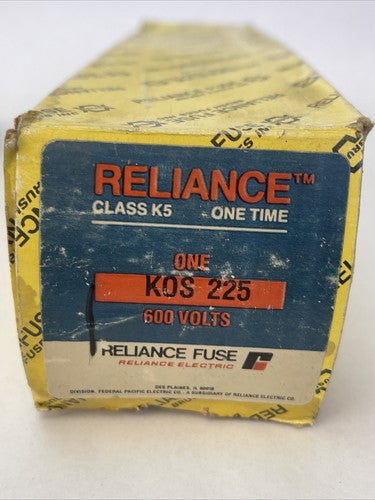 RELIANCE™
CLASS K5 ONE TIME
ONE
KOS 225
600 VOLTS
RELIANCE FUSE
RELIANCE ELECTRIC
DES PLAINES, IL 60018
DIVISION, FEDERAL PACIFIC ELECTRIC CO., A SUBSIDIARY OF RELIANCE ELECTRIC CO.